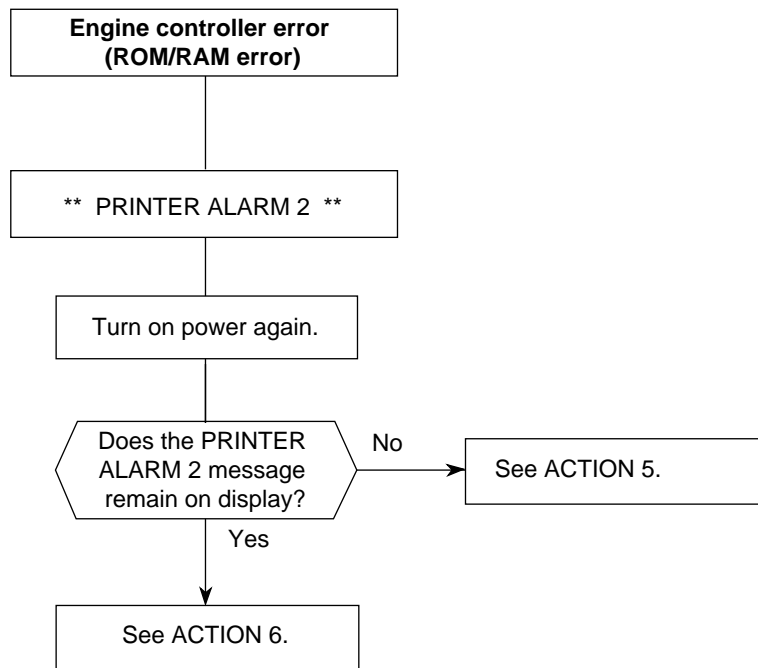 Engine controller error
(ROM/RAM error)
** PRINTER ALARM 2 **
Turn on power again.
Does the PRINTER
ALARM 2 message
remain on display?
No
See ACTION 5.
Yes
See ACTION 6.